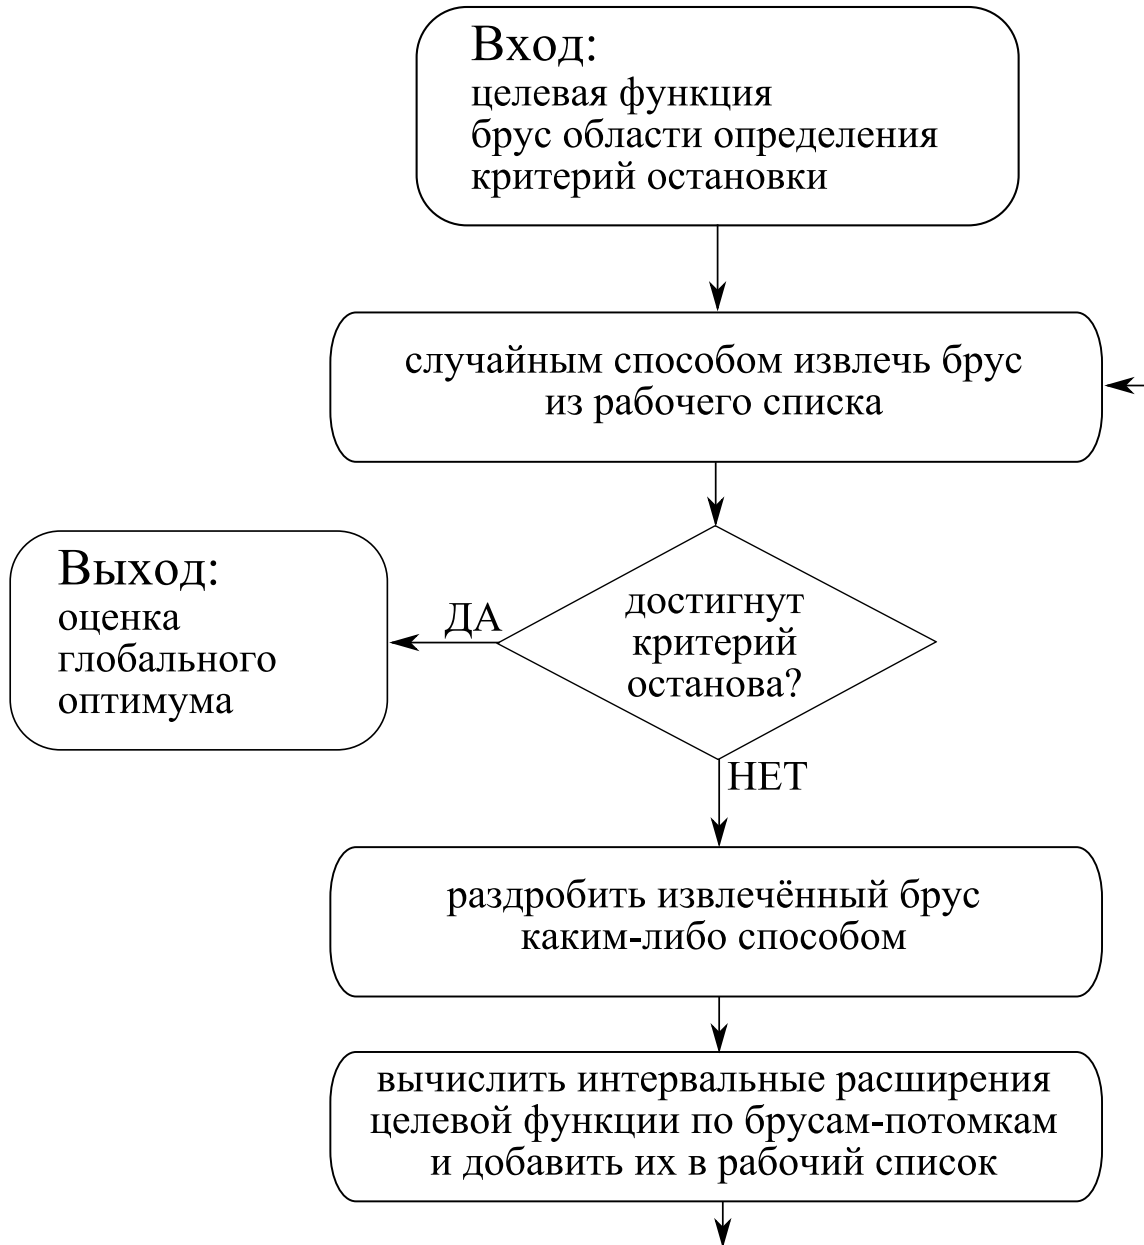 Вход:
целевая функция
брус области определения
критерий остановки
случайным способом извлечь брус
из рабочего списка
Выход:
оценка
глобального
оптимума
ДА
достигнут
критерий
останова?
НЕТ
раздробить извлечённый брус
каким-либо способом
вычислить интервальные расширения
целевой функции по брусам-потомкам
и добавить их в рабочий список